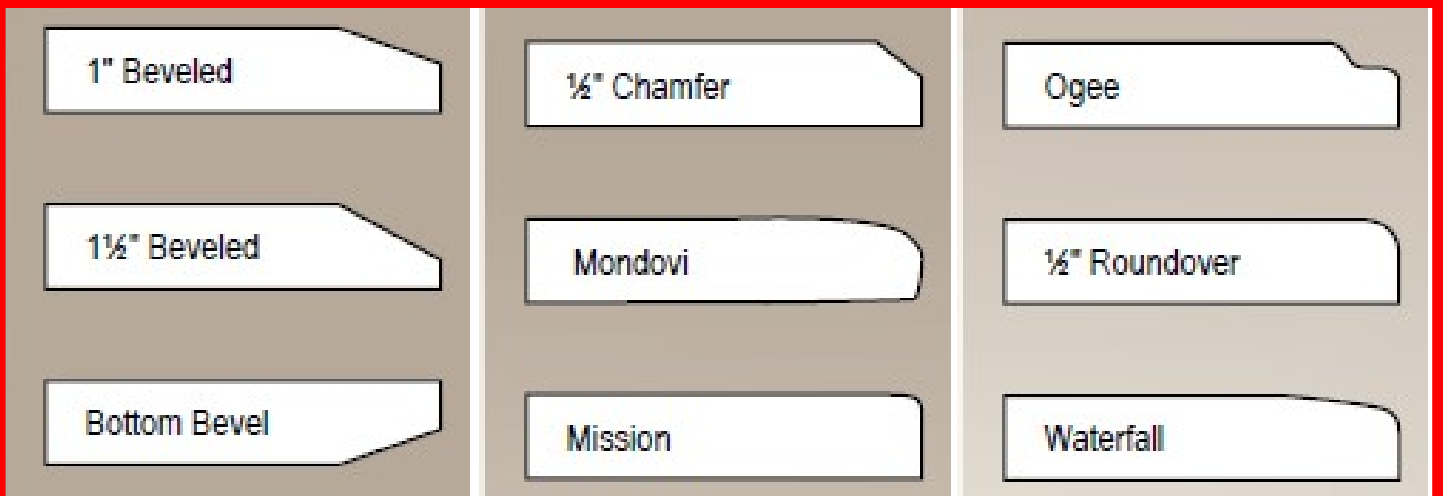 1" Beveled
½" Chamfer
Ogee
1½" Beveled
Mondovi
½" Roundover
Bottom Bevel
Mission
Waterfall